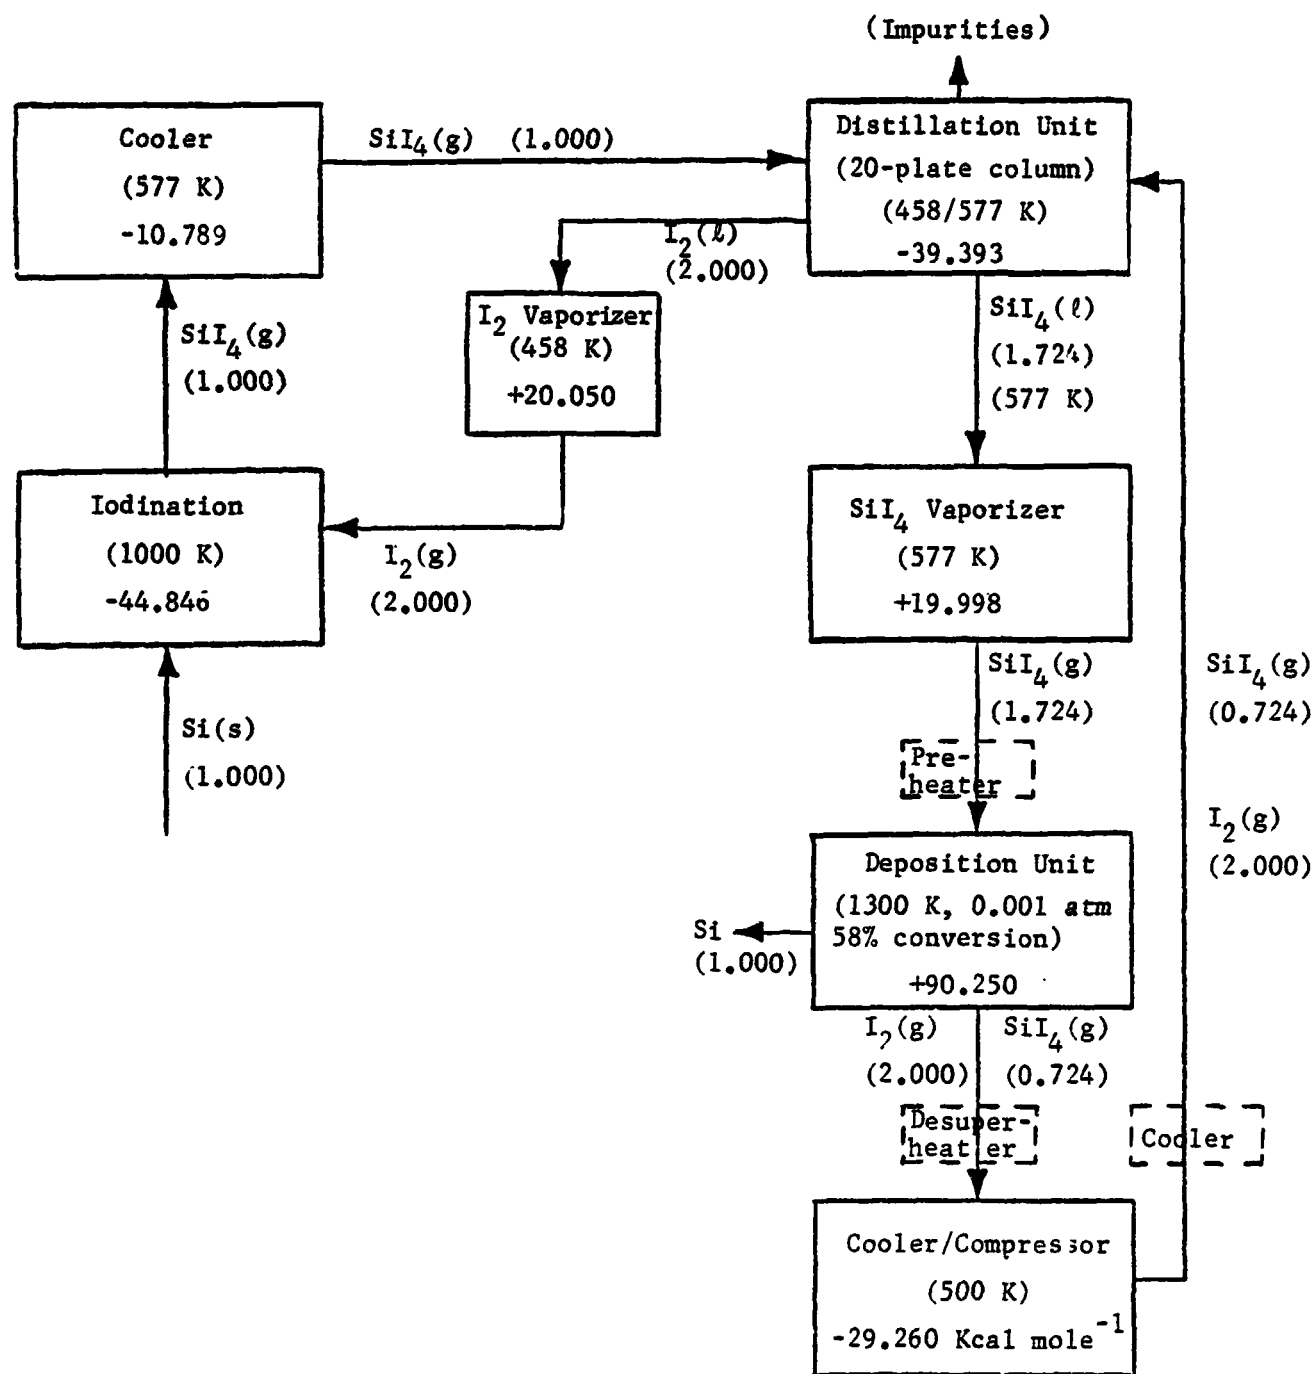 (Impurities)
Cooler
(577 K)
-10.789
SiI₄(g) (1.000)
Distillation Unit
(20-plate column)
(458/577 K)
-39.393
I₂(ℓ)
(2.000)
I₂ Vaporizer
(458 K)
+20.050
SiI₄(g)
(1.000)
SiI₄(ℓ)
(1.724)
(577 K)
Iodination
(1000 K)
-44.846
I₂(g)
(2.000)
SiI₄ Vaporizer
(577 K)
+19.998
Si(s)
(1.000)
SiI₄(g)
(1.724)
SiI₄(g)
(0.724)
Pre-
heater
I₂(g)
(2.000)
Deposition Unit
(1300 K, 0.001 atm
58% conversion)
+90.250
Si
(1.000)
I₂(g)
(2.000)
SiI₄(g)
(0.724)
Desuper-
heater
Cooler
Cooler/Compressor
(500 K)
-29.260 Kcal mole⁻¹